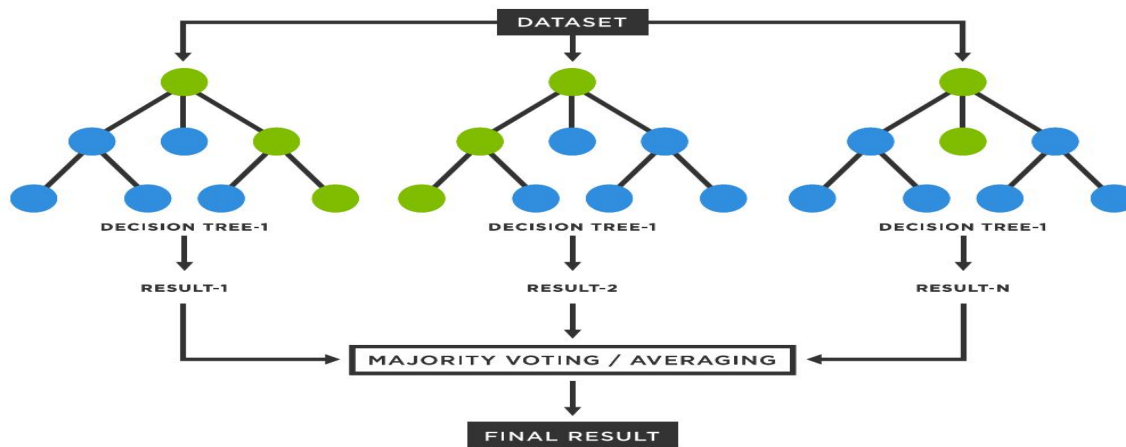 DATASET
DECISION TREE-1
DECISION TREE-1
DECISION TREE-1
RESULT-1
RESULT-2
RESULT-N
MAJORITY VOTING / AVERAGING
FINAL RESULT